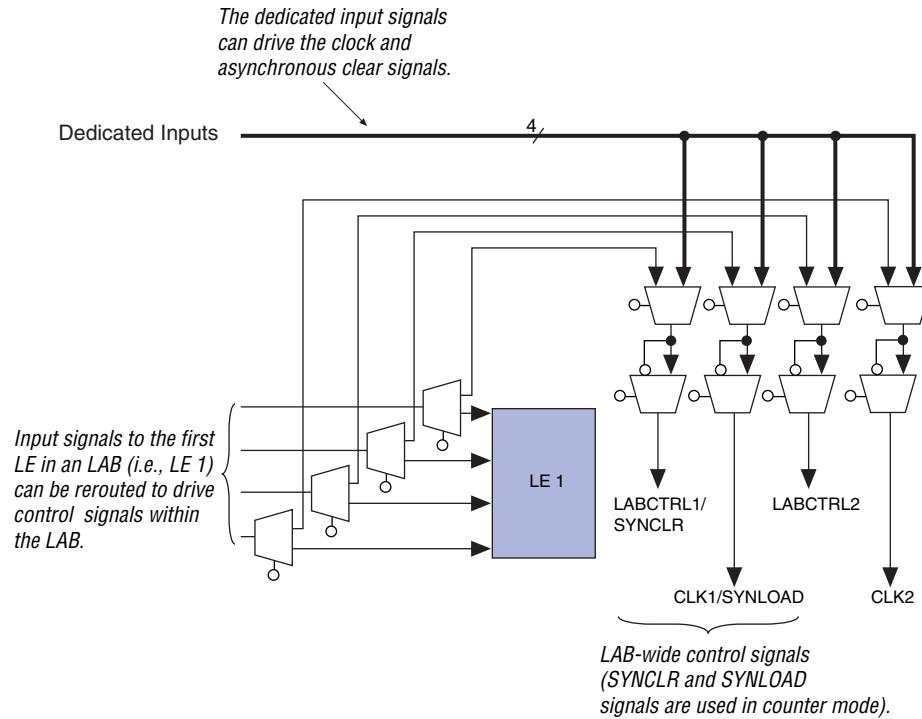 The dedicated input signals
can drive the clock and
asynchronous clear signals.
Dedicated Inputs
4
Input signals to the first
LE in an LAB (i.e., LE 1)
can be rerouted to drive
control signals within
the LAB.
LE 1
LABCTRL1/
SYNCLR
LABCTRL2
CLK1/SYNLOAD
CLK2
LAB-wide control signals
(SYNCLR and SYNLOAD
signals are used in counter mode).